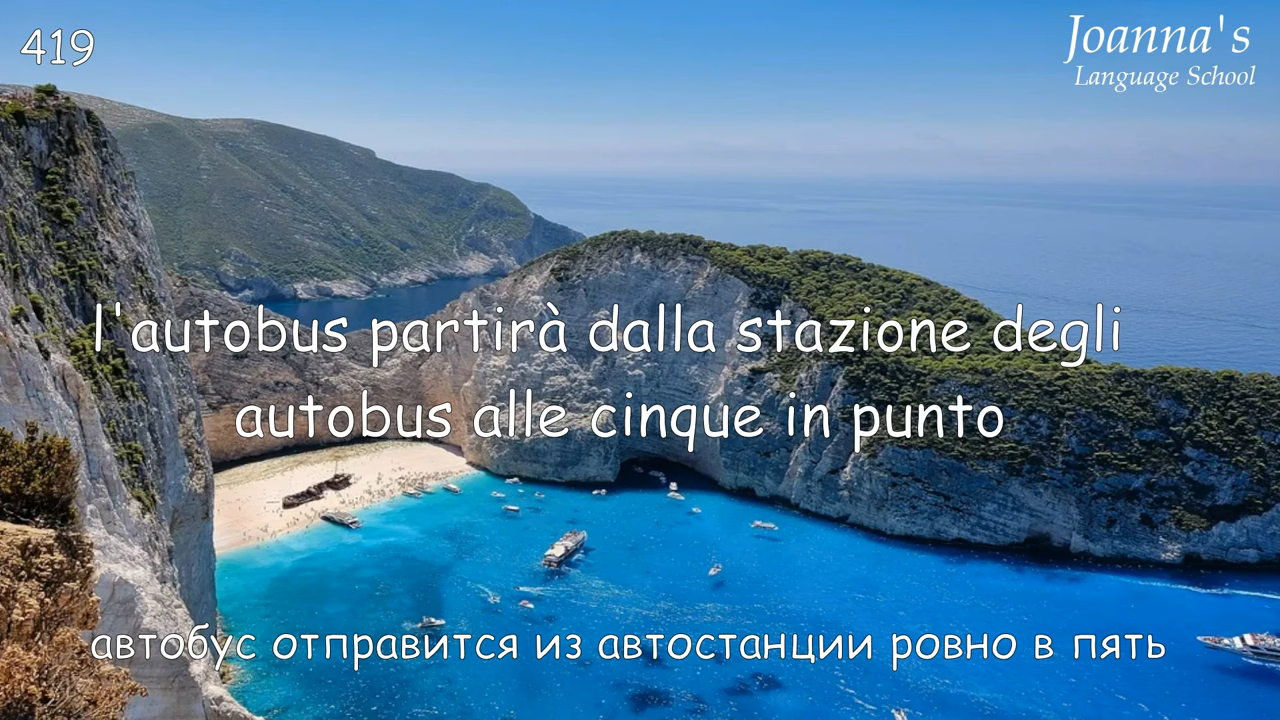 419
Joanna's
Language School
l'autobus partirà dalla stazione degli
autobus alle cinque in punto
автобус отправится из автостанции ровно в пять